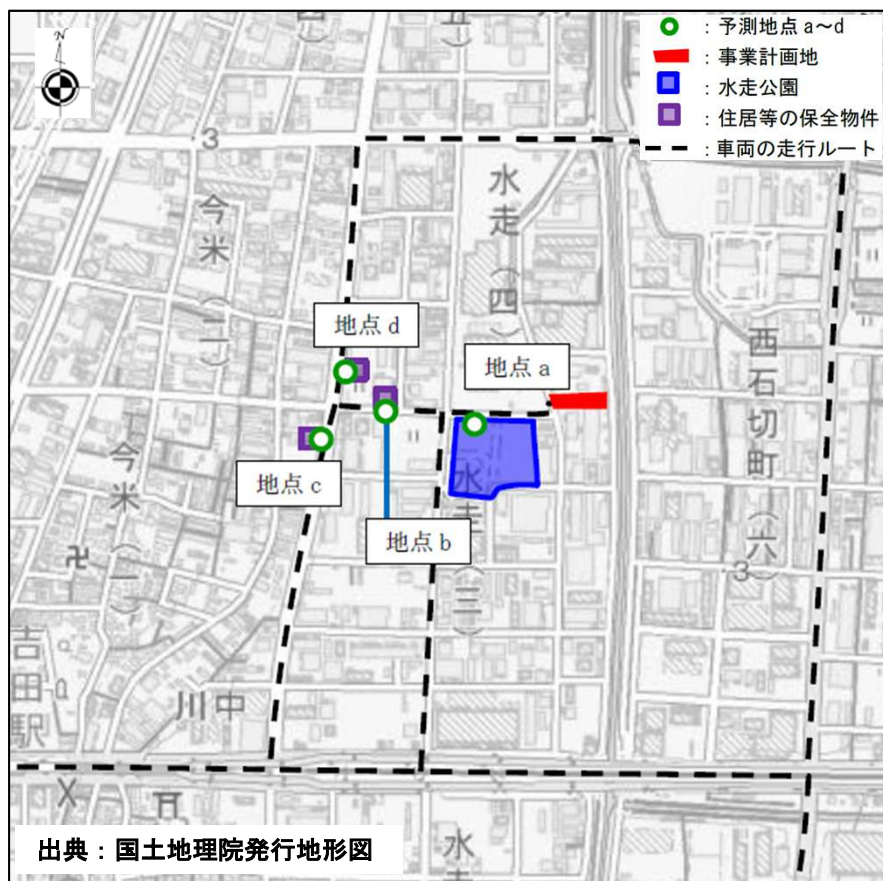 N
：予測地点 a～d
：事業計画地
：水走公園
：住居等の保全物件
：車両の走行ルート
3
今米（二）
水走（四）
地点 d
地点 a
西石切町（六）
地点 c
今米（一）
地点 b
水走（三）
卍
3
吉田駅
川中
水
出典：国土地理院発行地形図